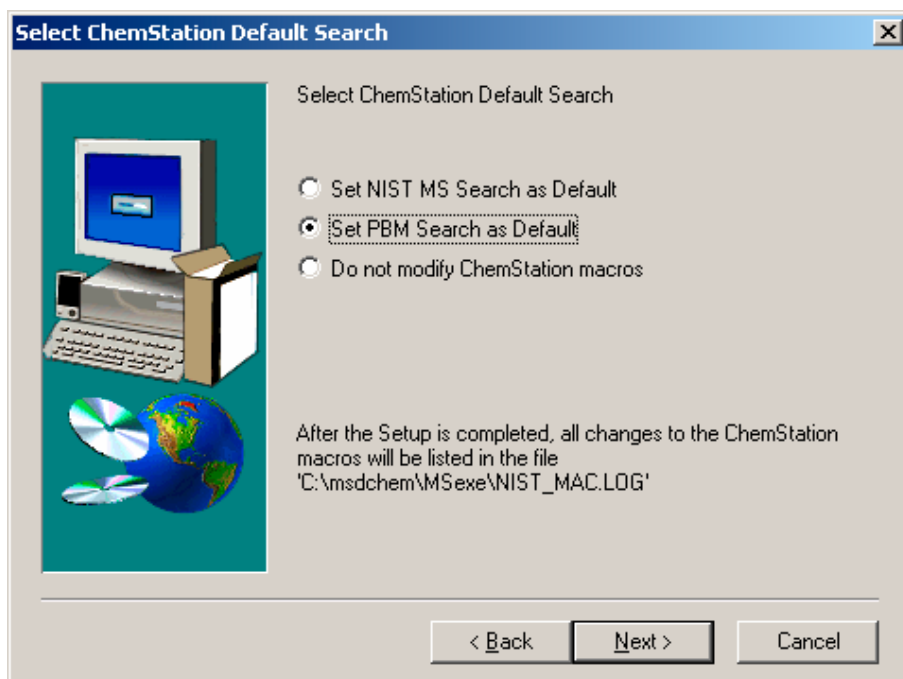 Select ChemStation Default Search
Select ChemStation Default Search
Set NIST MS Search as Default
Set PBM Search as Default
Do not modify ChemStation macros
After the Setup is completed, all changes to the ChemStation
macros will be listed in the file
'C:\msdchem\MSexe\NIST_MAC.LOG'
< Back
Next >
Cancel